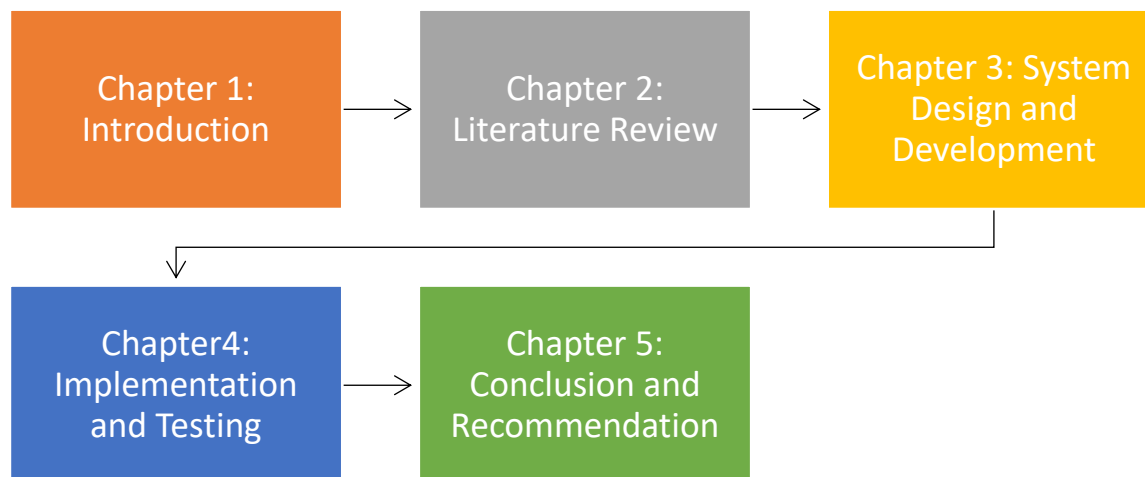 Chapter 1:
Introduction
Chapter 2:
Literature Review
Chapter 3: System
Design and
Development
Chapter4:
Implementation
and Testing
Chapter 5:
Conclusion and
Recommendation